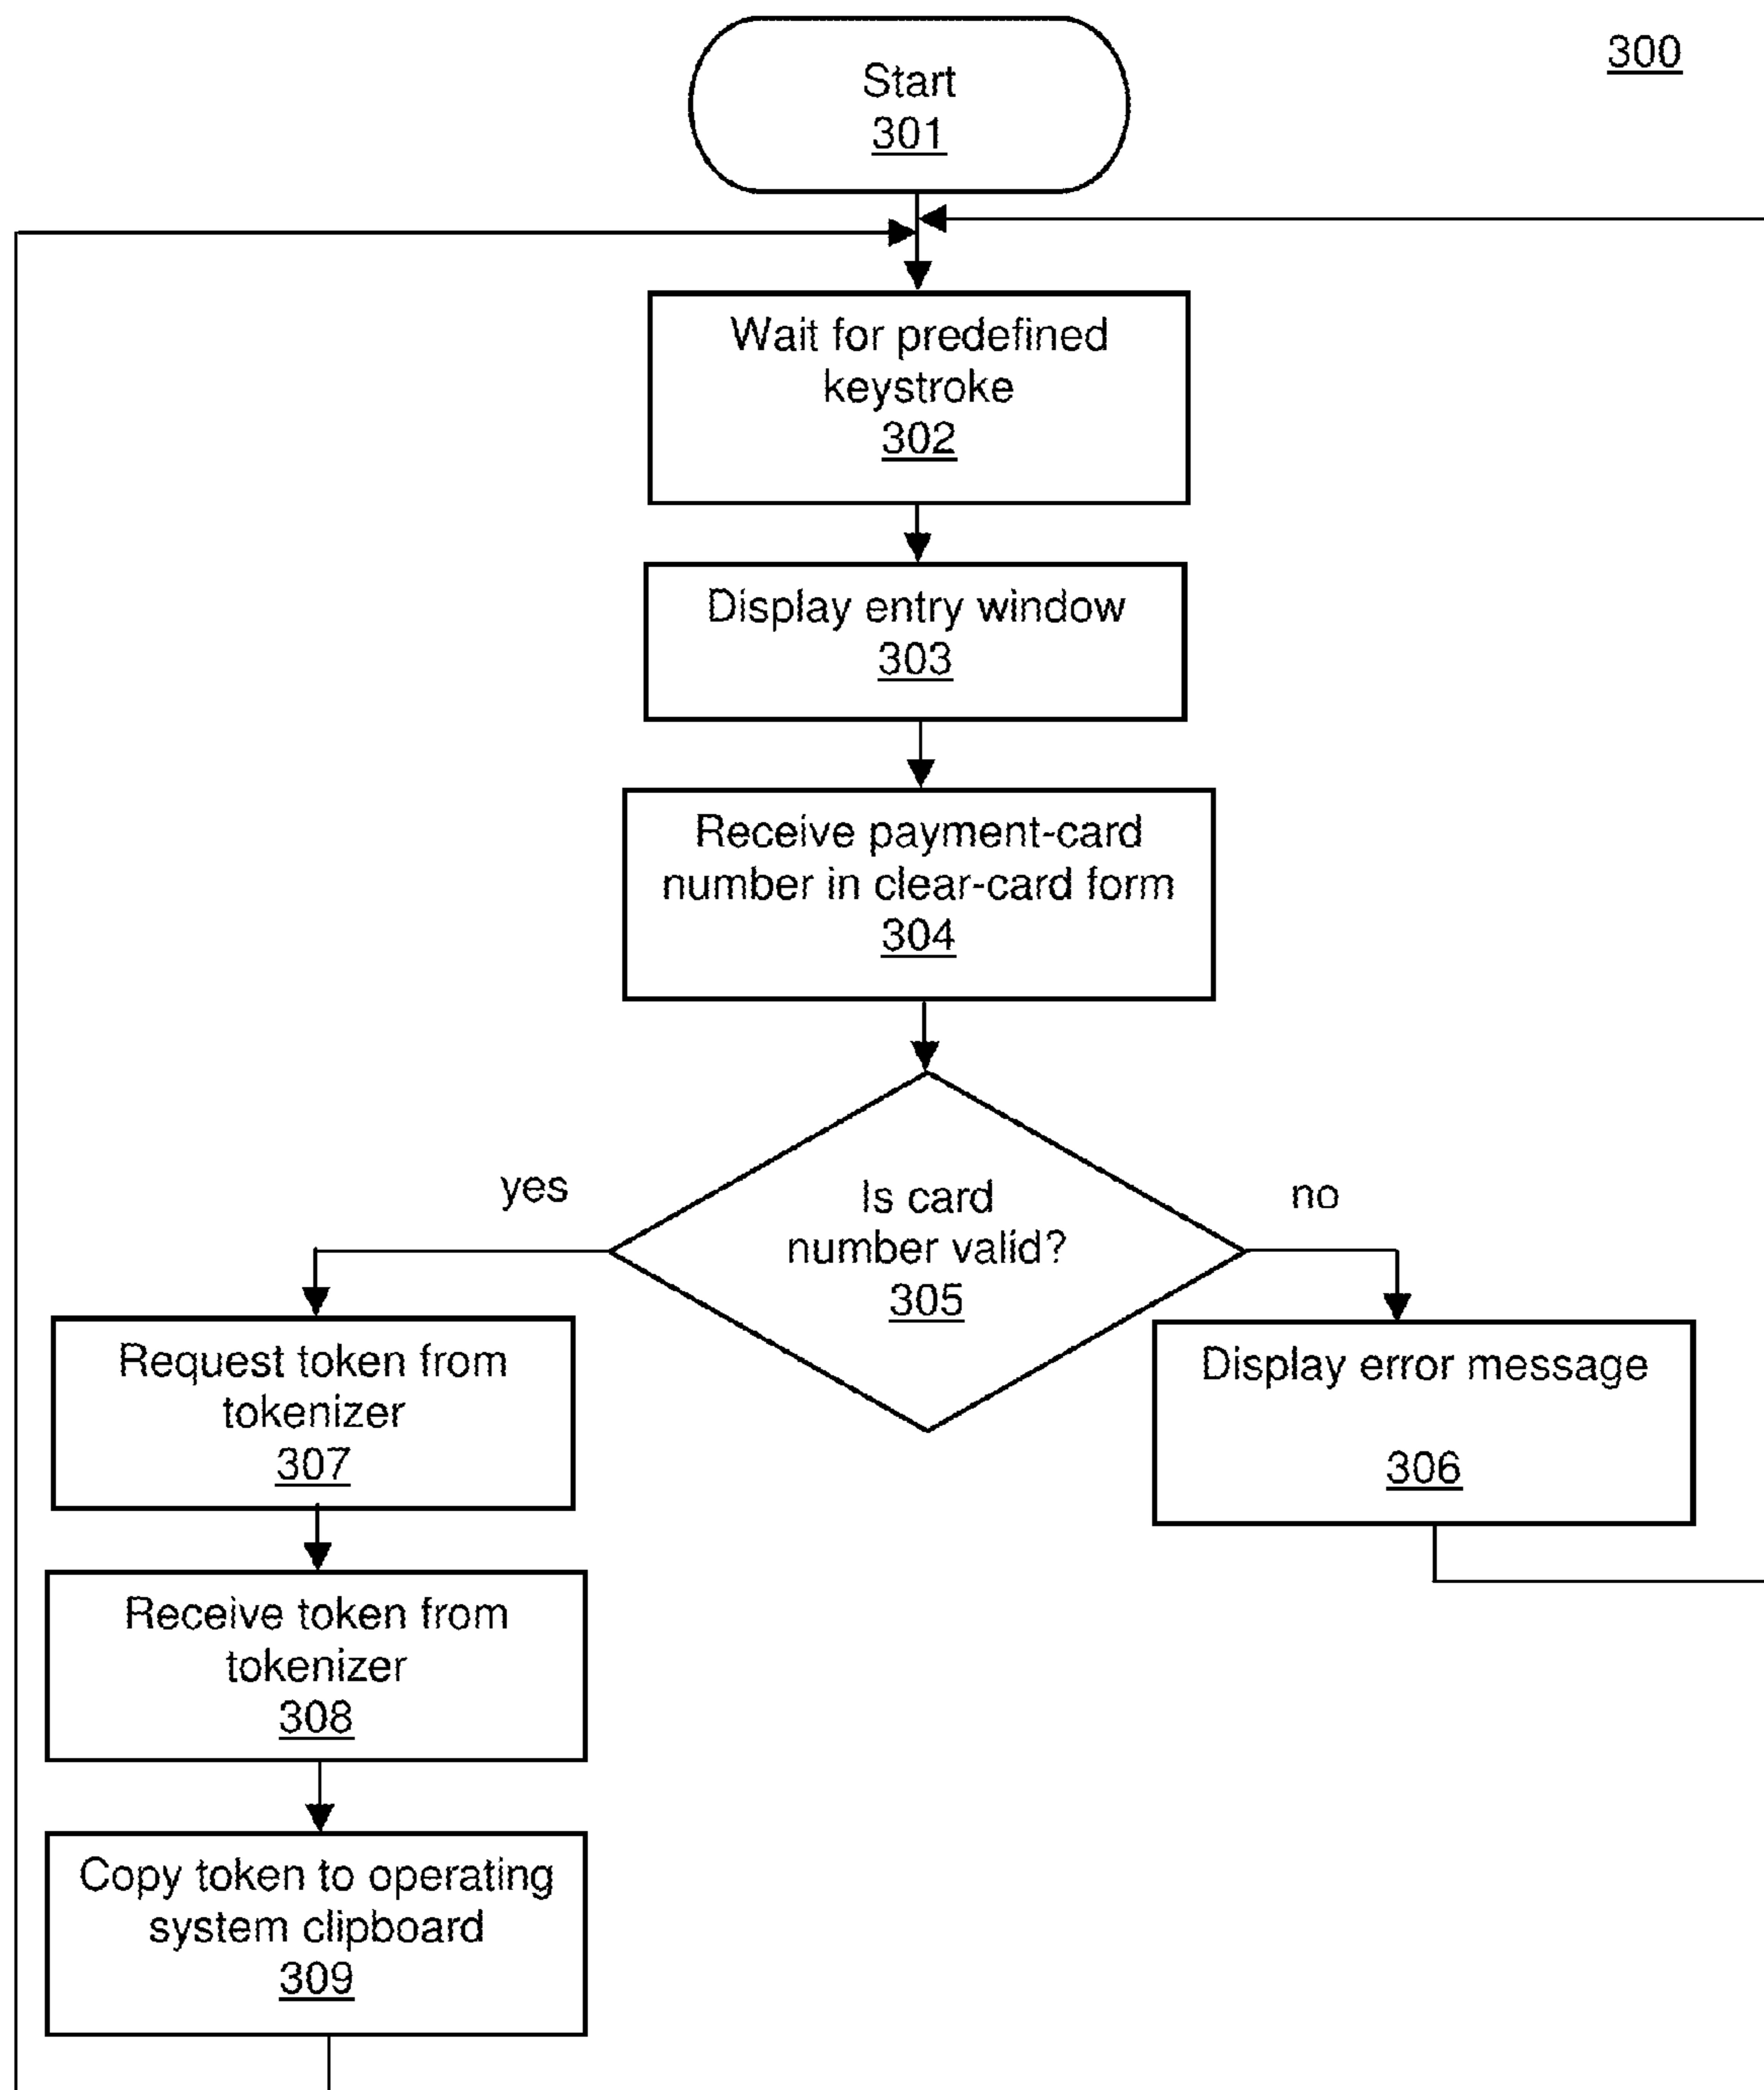 300
Start
301
Wait for predefined
keystroke
302
Display entry window
303
Receive payment-card
number in clear-card form
304
yes
Is card
number valid?
305
no
Request token from
tokenizer
307
Display error message
306
Receive token from
tokenizer
308
Copy token to operating
system clipboard
309